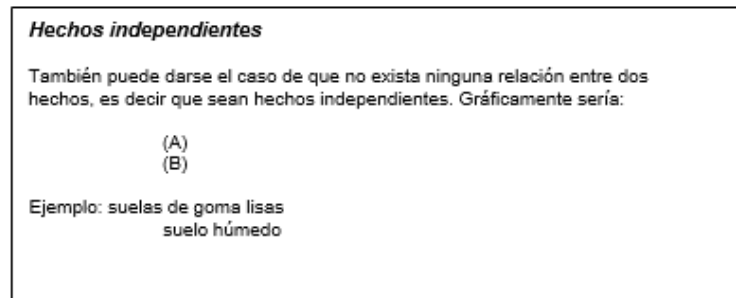 Hechos independientes
También puede darse el caso de que no exista ninguna relación entre dos
hechos, es decir que sean hechos independientes. Gráficamente sería:
(A)
(B)
Ejemplo: suelas de goma lisas
suelo húmedo